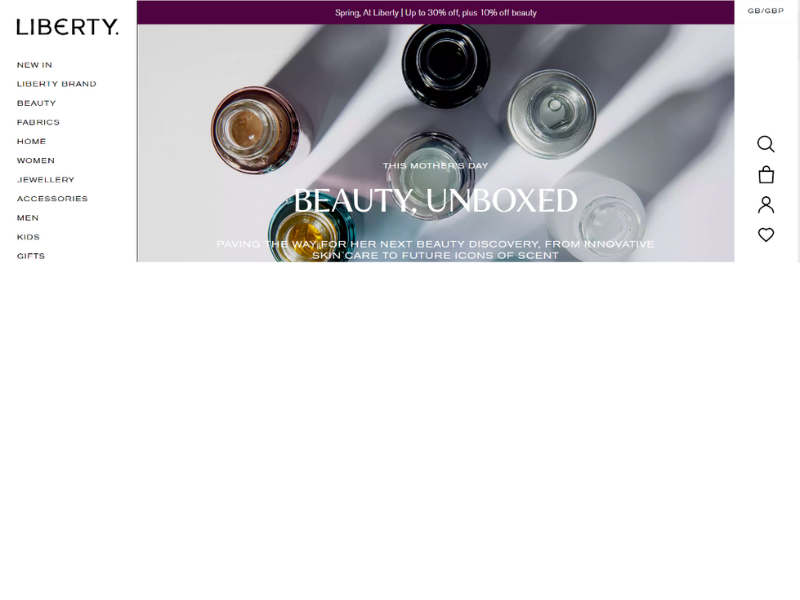 LIBERTY.
NEW IN
LIBERTY BRAND
BEAUTY
FABRICS
HOME
WOMEN
JEWELLERY
ACCESSORIES
MEN
KIDS
GIFTS
Spring, At Liberty | Up to 30% off, plus 10% off beauty
THIS MOTHER'S DAY
BEAUTY, UNBOXED
PAVING THE WAY FOR HER NEXT BEAUTY DISCOVERY, FROM INNOVATIVE
SKIN CARE TO FUTURE ICONS OF SCENT
GB/GBP